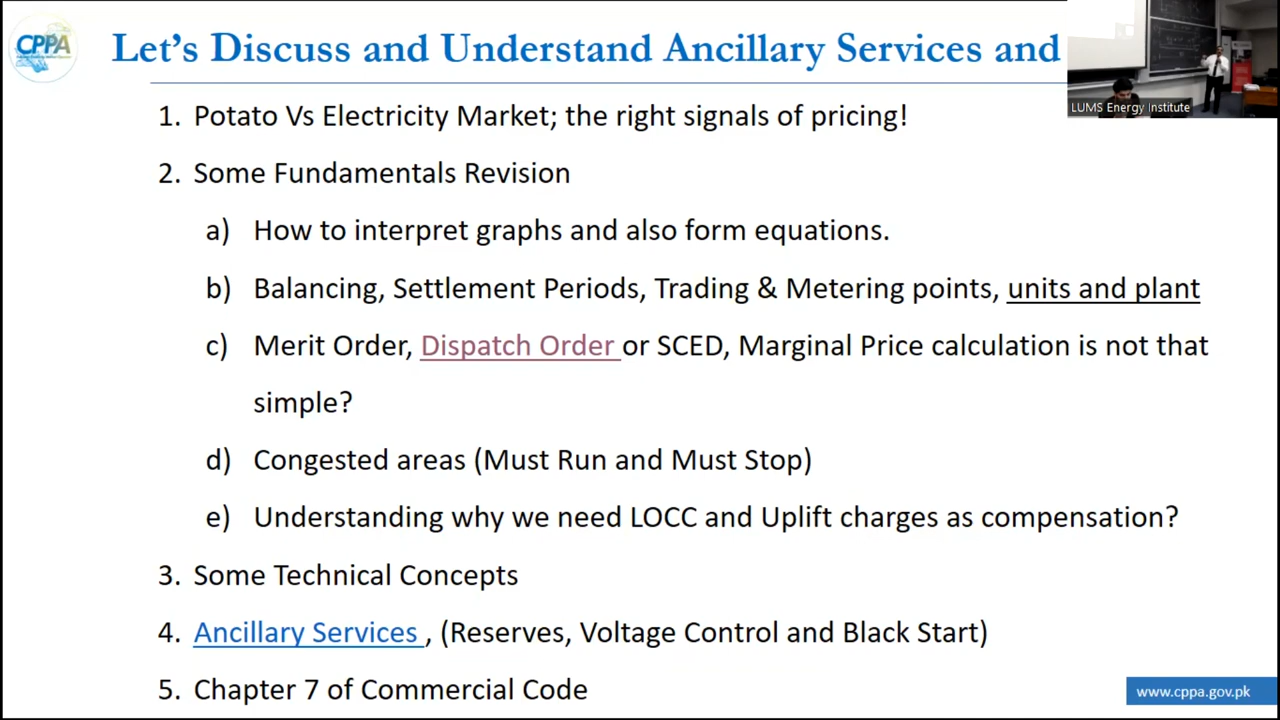 CPPA
Let's Discuss and Understand Ancillary Services and
LUMS Energy Institute
1. Potato Vs Electricity Market; the right signals of pricing!
2. Some Fundamentals Revision
a) How to interpret graphs and also form equations.
b) Balancing, Settlement Periods, Trading & Metering points, units and plant
c) Merit Order, Dispatch Order or SCED, Marginal Price calculation is not that
simple?
d) Congested areas (Must Run and Must Stop)
e) Understanding why we need LOCC and Uplift charges as compensation?
3. Some Technical Concepts
4. Ancillary Services , (Reserves, Voltage Control and Black Start)
5. Chapter 7 of Commercial Code
www.cppa.gov.pk